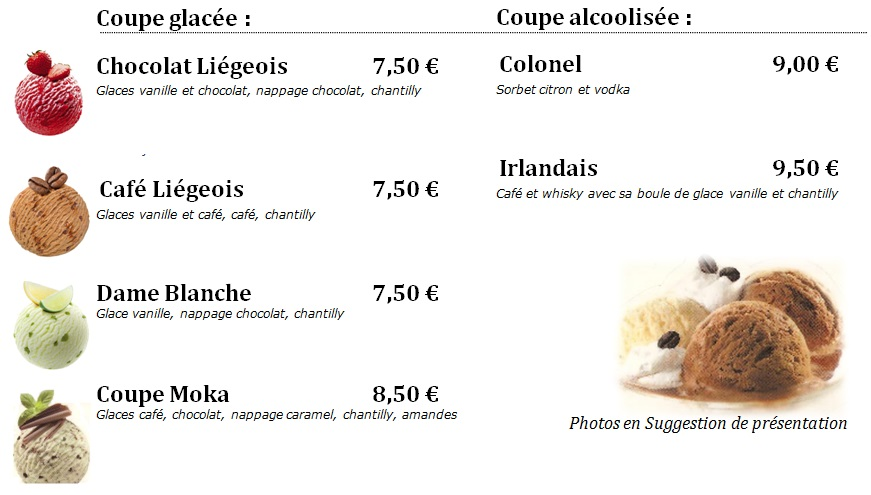 Coupe glacée :
Chocolat Liégeois 7,50 €
Glaces vanille et chocolat, nappage chocolat, chantilly
Café Liégeois 7,50 €
Glaces vanille et café, café, chantilly
Dame Blanche 7,50 €
Glace vanille, nappage chocolat, chantilly
Coupe Moka 8,50 €
Glaces café, chocolat, nappage caramel, chantilly, amandes
Coupe alcoolisée :
Colonel 9,00 €
Sorbet citron et vodka
Irlandais 9,50 €
Café et whisky avec sa boule de glace vanille et chantilly
Photos en Suggestion de présentation